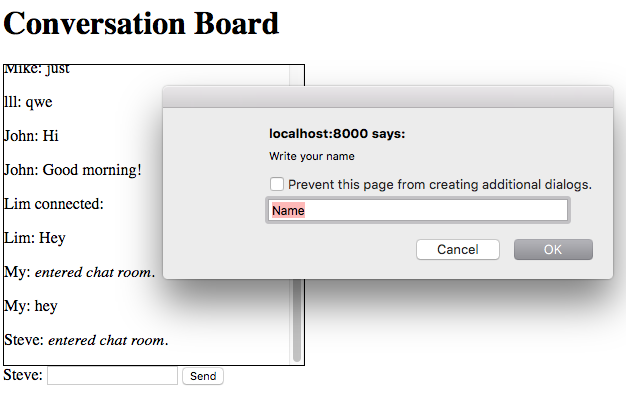 Conversation Board
Mike: just
lll: qwe
John: Hi
John: Good morning!
Lim connected:
Lim: Hey
My: entered chat room.
My: hey
Steve: entered chat room.
Steve:
Send
localhost:8000 says:
Write your name
Prevent this page from creating additional dialogs.
Name
Cancel
OK